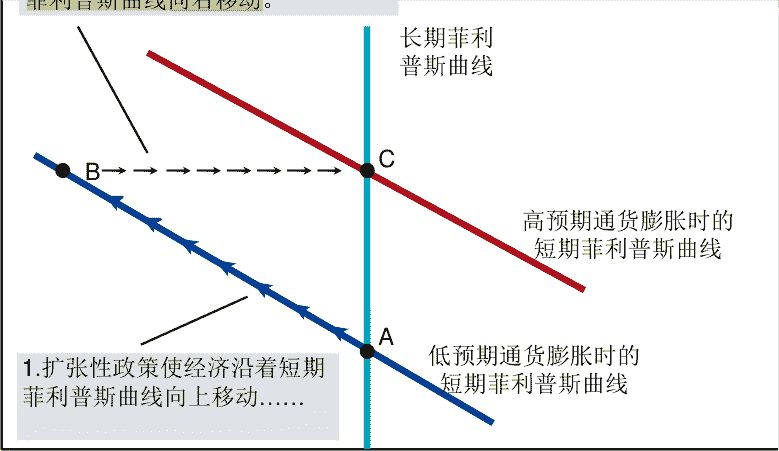 菲利普斯曲线向右移动。
长期菲利
普斯曲线
B
C
高预期通货膨胀时的
短期菲利普斯曲线
A
1.扩张性政策使经济沿着短期
菲利普斯曲线向上移动……
低预期通货膨胀时的
短期菲利普斯曲线